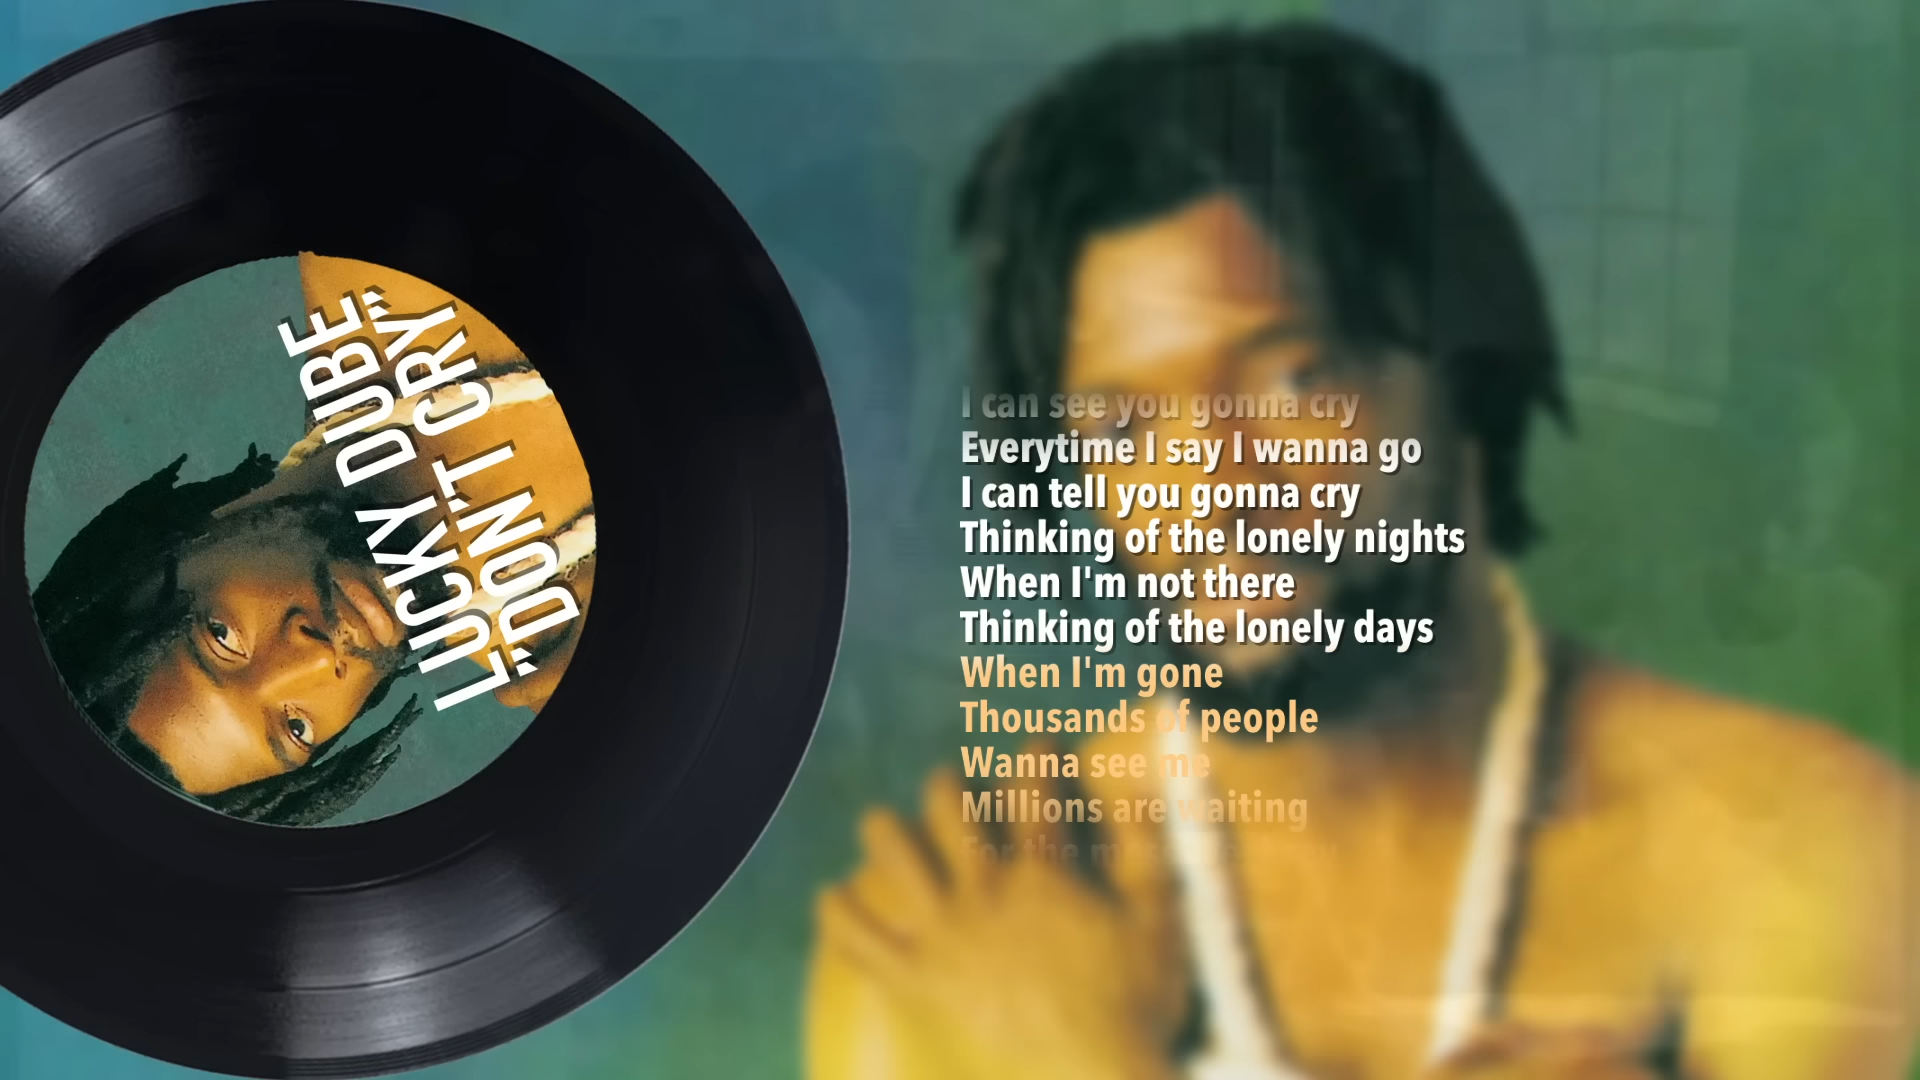 LUCKY DUBE
"DON'T CRY"
I can see you gonna cry
Everytime I say I wanna go
I can tell you gonna cry
Thinking of the lonely nights
When I'm not there
Thinking of the lonely days
When I'm gone
Thousands of people
Wanna see me
Millions are waiting
For the